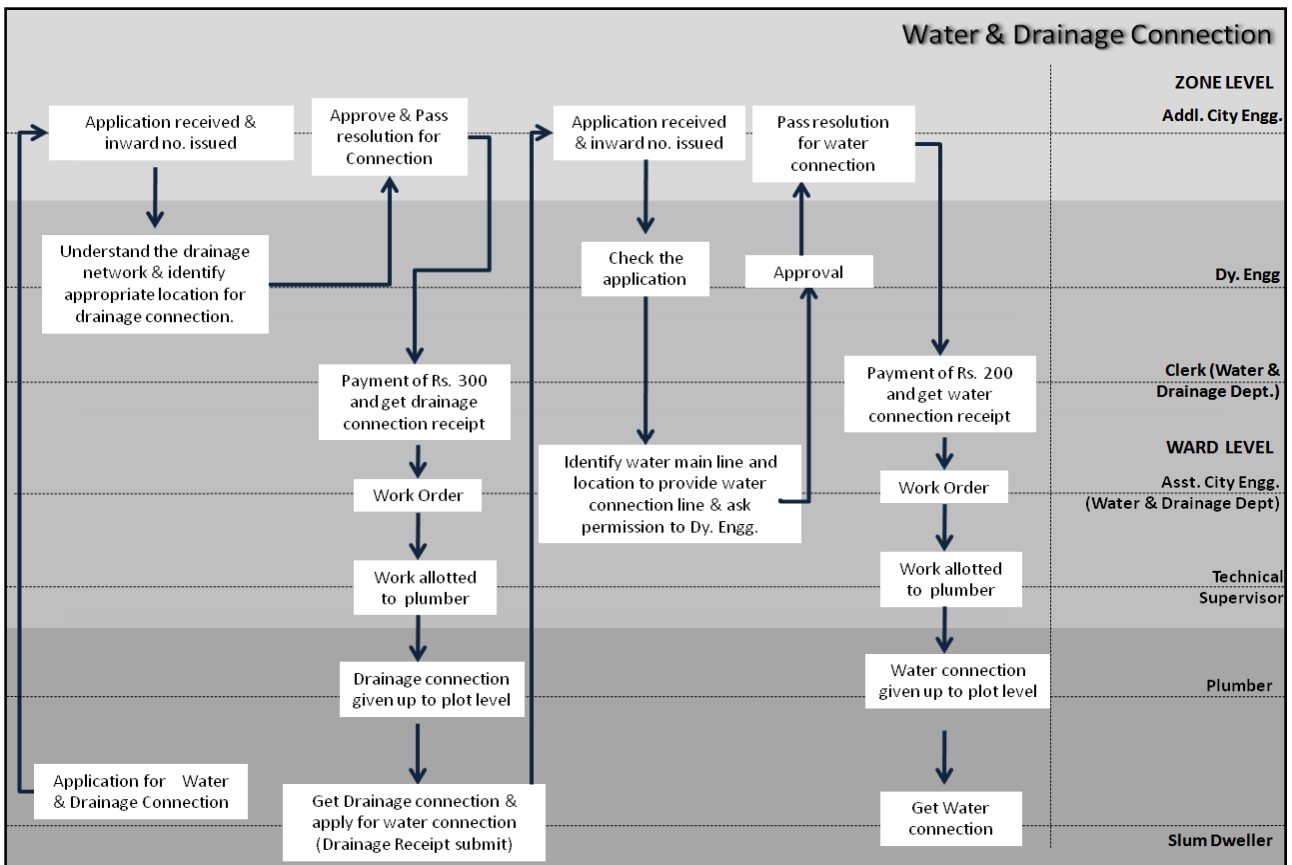 Water & Drainage Connection
ZONE LEVEL
Addl. City Engg.
Application received &
inward no. issued
Approve & Pass
resolution for
Connection
Application received
& inward no. issued
Pass resolution
for water
connection
Understand the drainage
network & identify
appropriate location for
drainage connection.
Check the
application
Approval
Dy. Engg
Payment of Rs. 300
and get drainage
connection receipt
Payment of Rs. 200
and get water
connection receipt
Clerk (Water &
Drainage Dept.)
WARD LEVEL
Identify water main line and
location to provide water
connection line & ask
permission to Dy. Engg.
Work Order
Work Order
Asst. City Engg.
(Water & Drainage Dept)
Work allotted
to plumber
Work allotted
to plumber
Technical
Supervisor
Drainage connection
given up to plot level
Water connection
given up to plot level
Plumber
Application for Water
& Drainage Connection
Get Drainage connection &
apply for water connection
(Drainage Receipt submit)
Get Water
connection
Slum Dweller